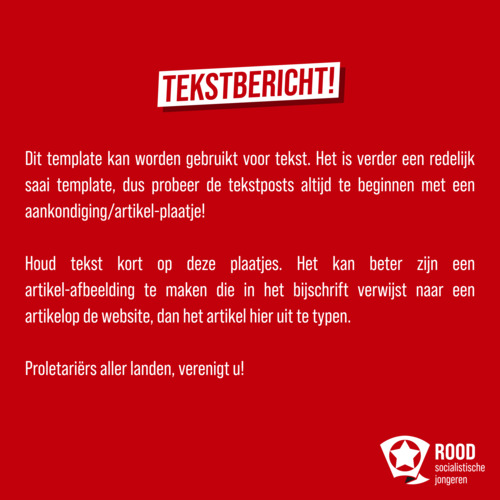 TEKSTBERICHT!
Dit template kan worden gebruikt voor tekst. Het is verder een redelijk
saai template, dus probeer de tekstposts altijd te beginnen met een
aankondiging/artikel-plaatje!
Houd tekst kort op deze plaatjes. Het kan beter zijn een
artikel-afbeelding te maken die in het bijschrift verwijst naar een
artikelop de website, dan het artikel hier uit te typen.
Proletariërs aller landen, verenigt u!
ROOD
socialistische
jongeren